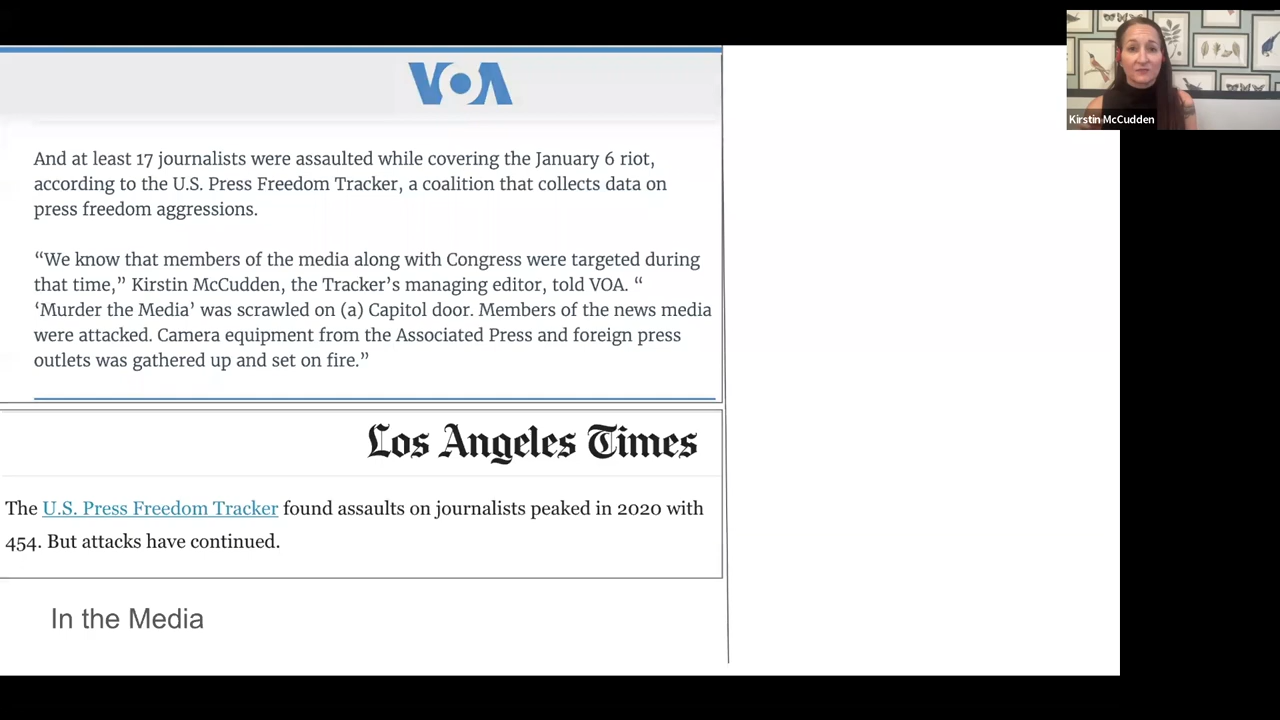 Kirstin McCudden
VOA
And at least 17 journalists were assaulted while covering the January 6 riot,
according to the U.S. Press Freedom Tracker, a coalition that collects data on
press freedom aggressions.
“We know that members of the media along with Congress were targeted during
that time,” Kirstin McCudden, the Tracker’s managing editor, told VOA. “
‘Murder the Media’ was scrawled on (a) Capitol door. Members of the news media
were attacked. Camera equipment from the Associated Press and foreign press
outlets was gathered up and set on fire.”
Los Angeles Times
The U.S. Press Freedom Tracker found assaults on journalists peaked in 2020 with
454. But attacks have continued.
In the Media